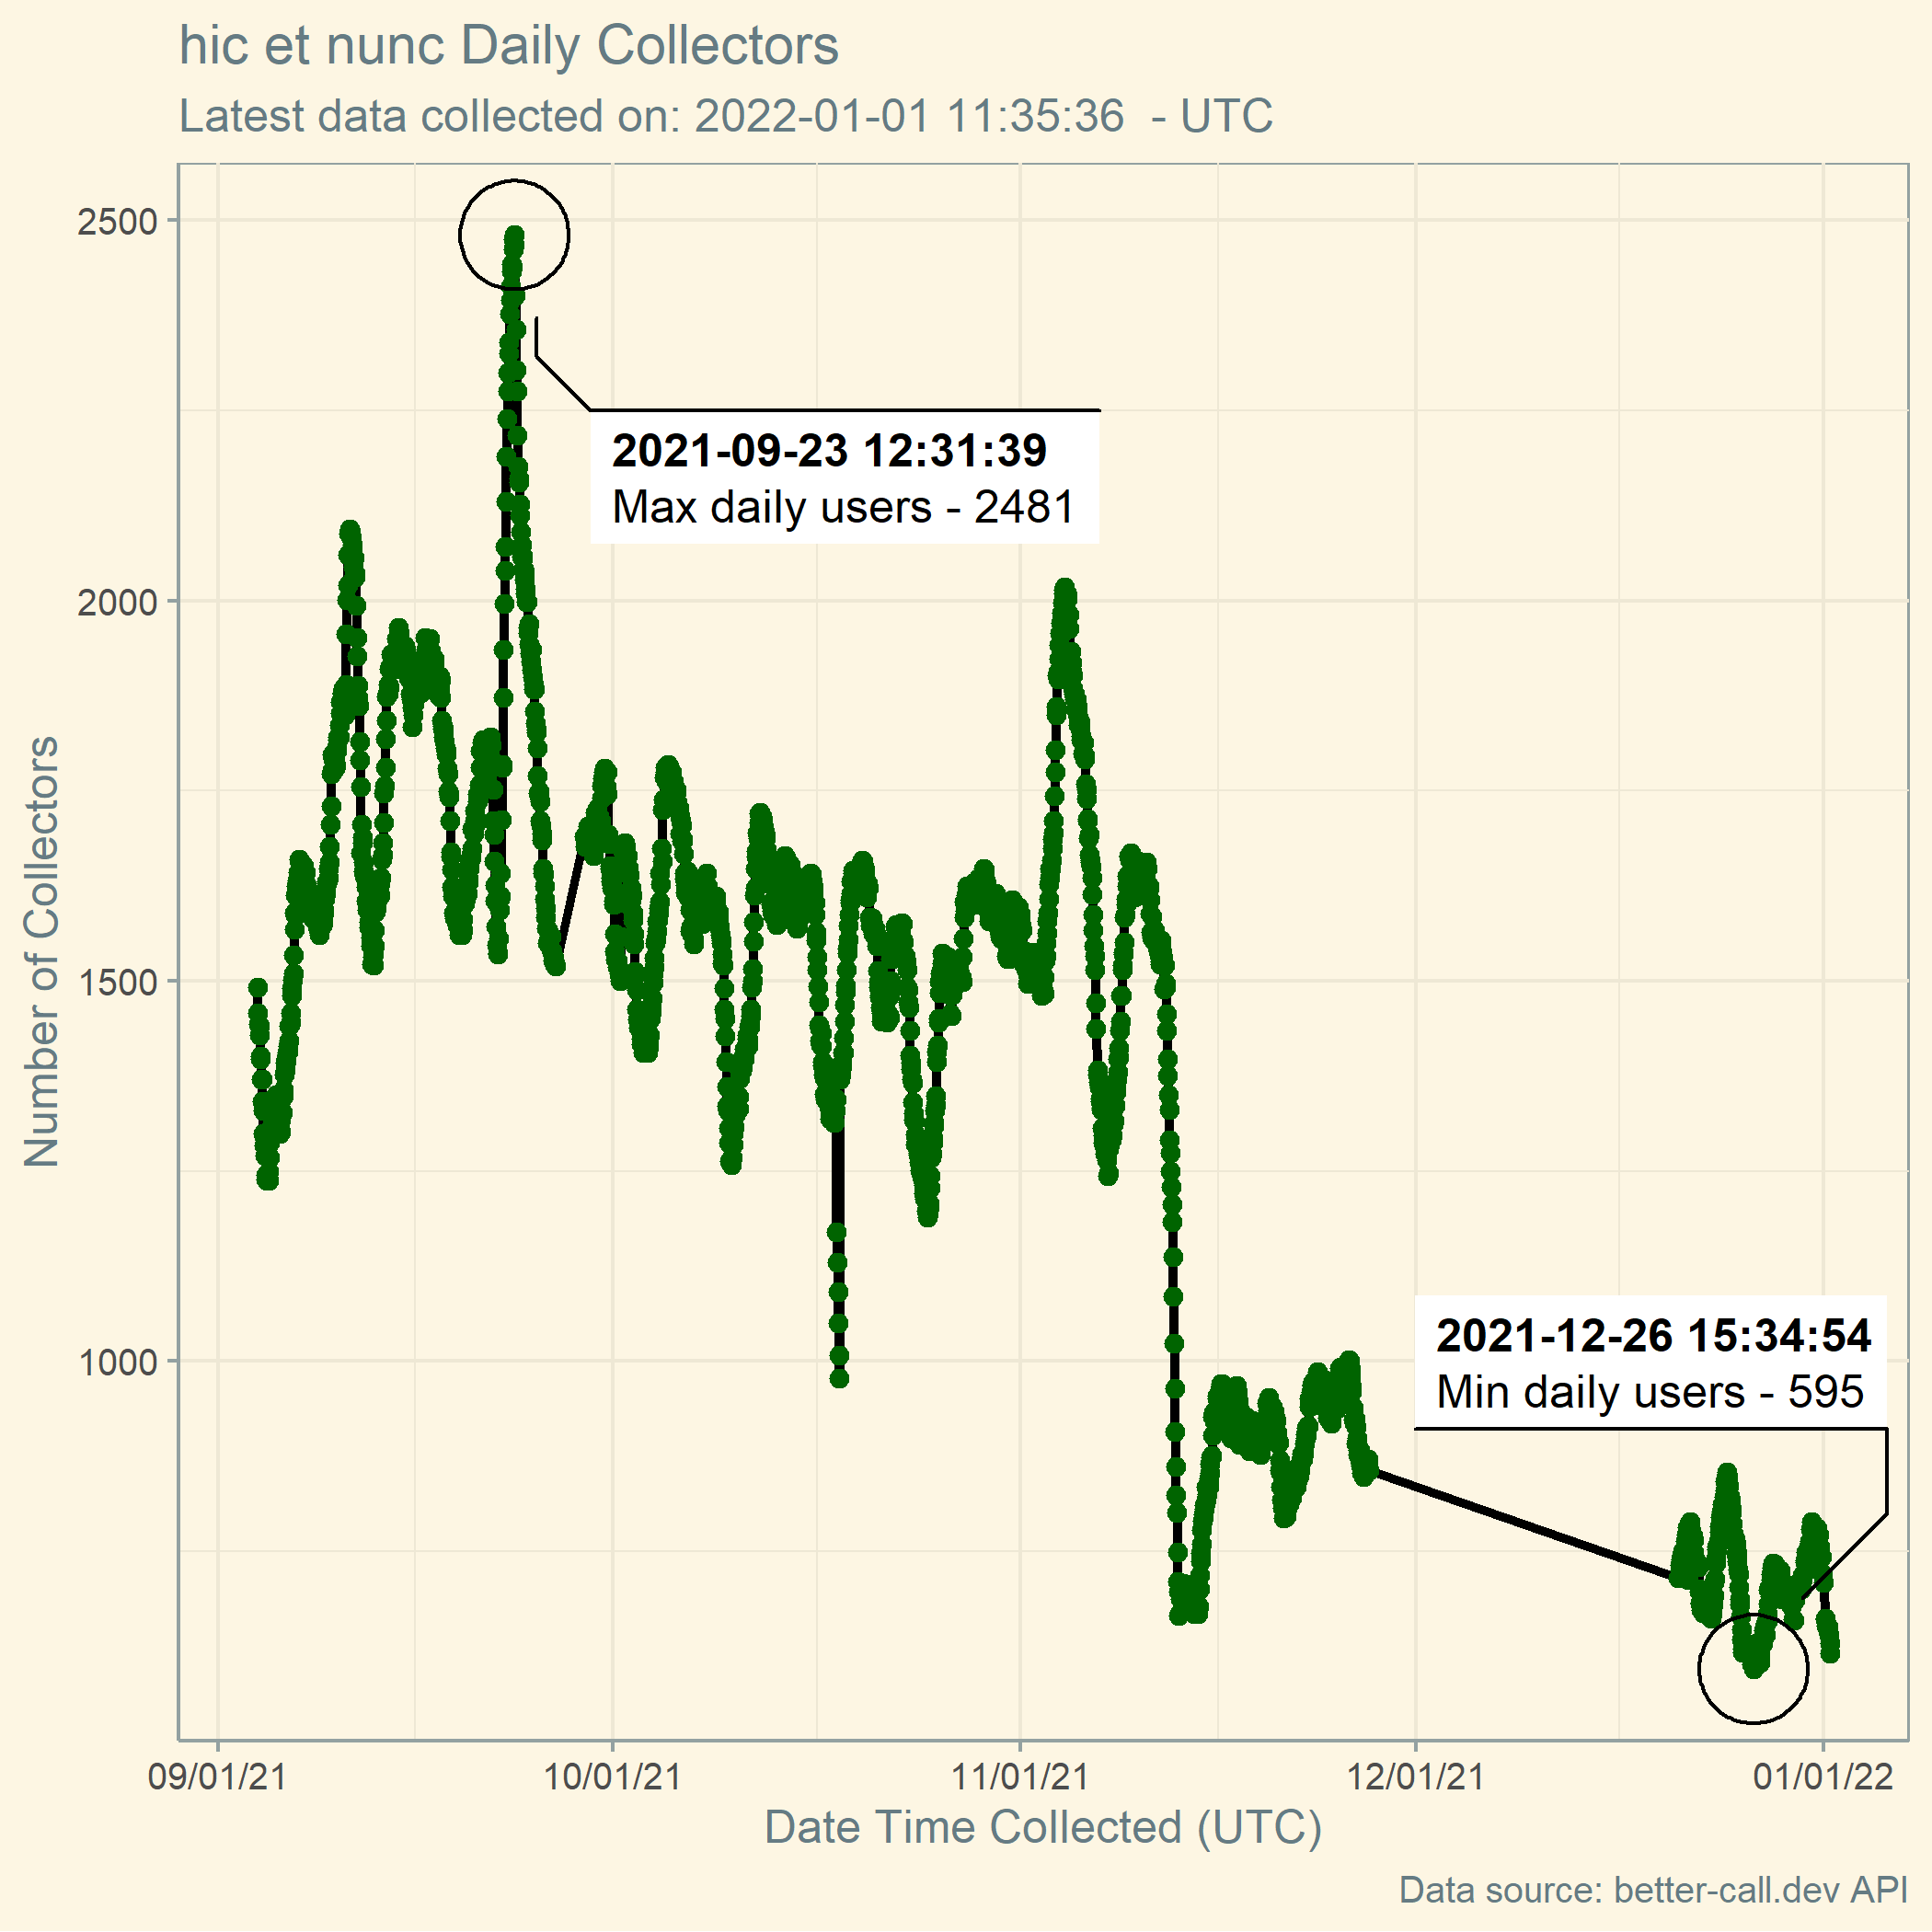 hic et nunc Daily Collectors
Latest data collected on: 2022-01-01 11:35:36  - UTC
2500
2000
1500
1000
Number of Collectors
2021-09-23 12:31:39
Max daily users - 2481
2021-12-26 15:34:54
Min daily users - 595
09/01/21
10/01/21
11/01/21
12/01/21
01/01/22
Date Time Collected (UTC)
Data source: better-call.dev API